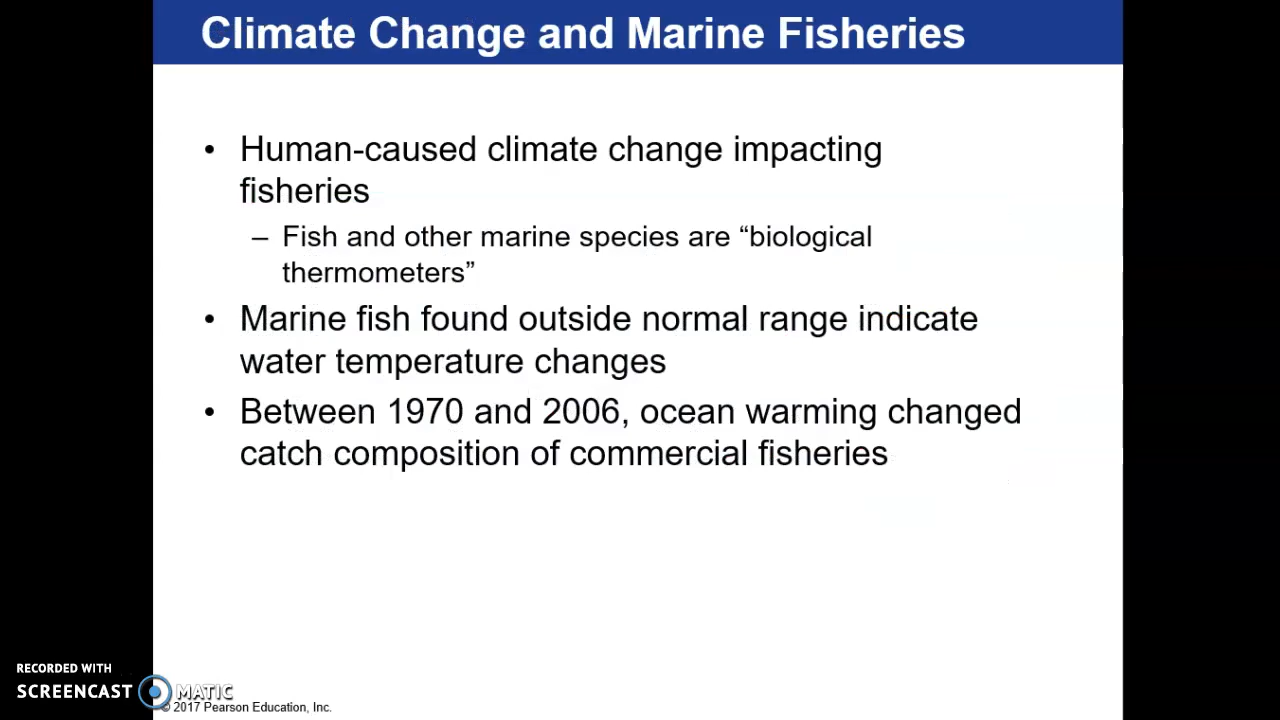 Climate Change and Marine Fisheries
• Human-caused climate change impacting
fisheries
– Fish and other marine species are “biological
thermometers”
• Marine fish found outside normal range indicate
water temperature changes
• Between 1970 and 2006, ocean warming changed
catch composition of commercial fisheries
RECORDED WITH
SCREENCAST MATIC
© 2017 Pearson Education, Inc.